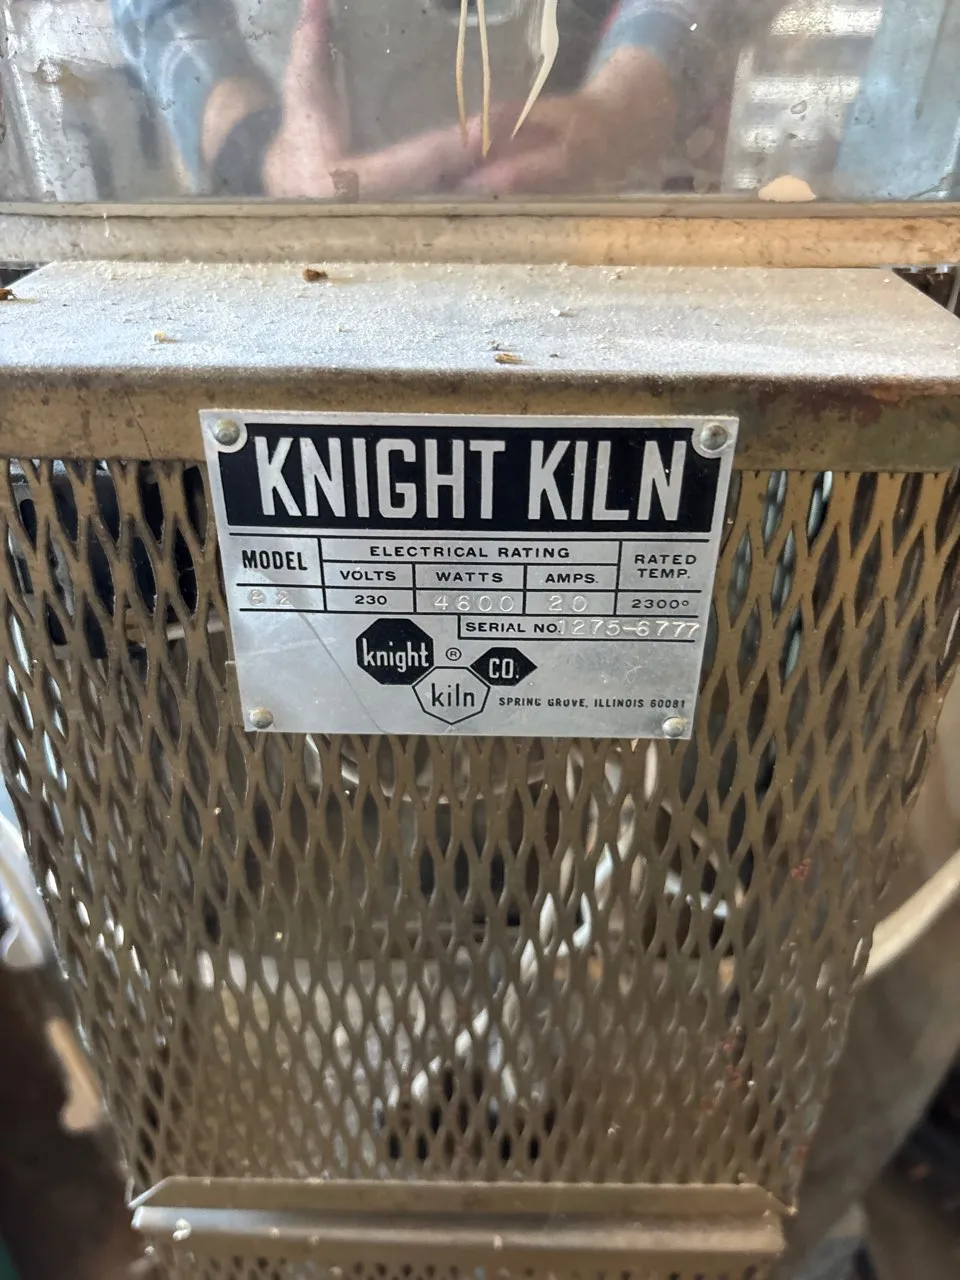 KNIGHT KILN
MODEL
ELECTRICAL RATING
RATED TEMP.
VOLTS WATTS AMPS.
82 230 4600 20 2300°
SERIAL NO. 1275-6777
knight ® CO.
kiln
SPRING GROVE, ILLINOIS 60081